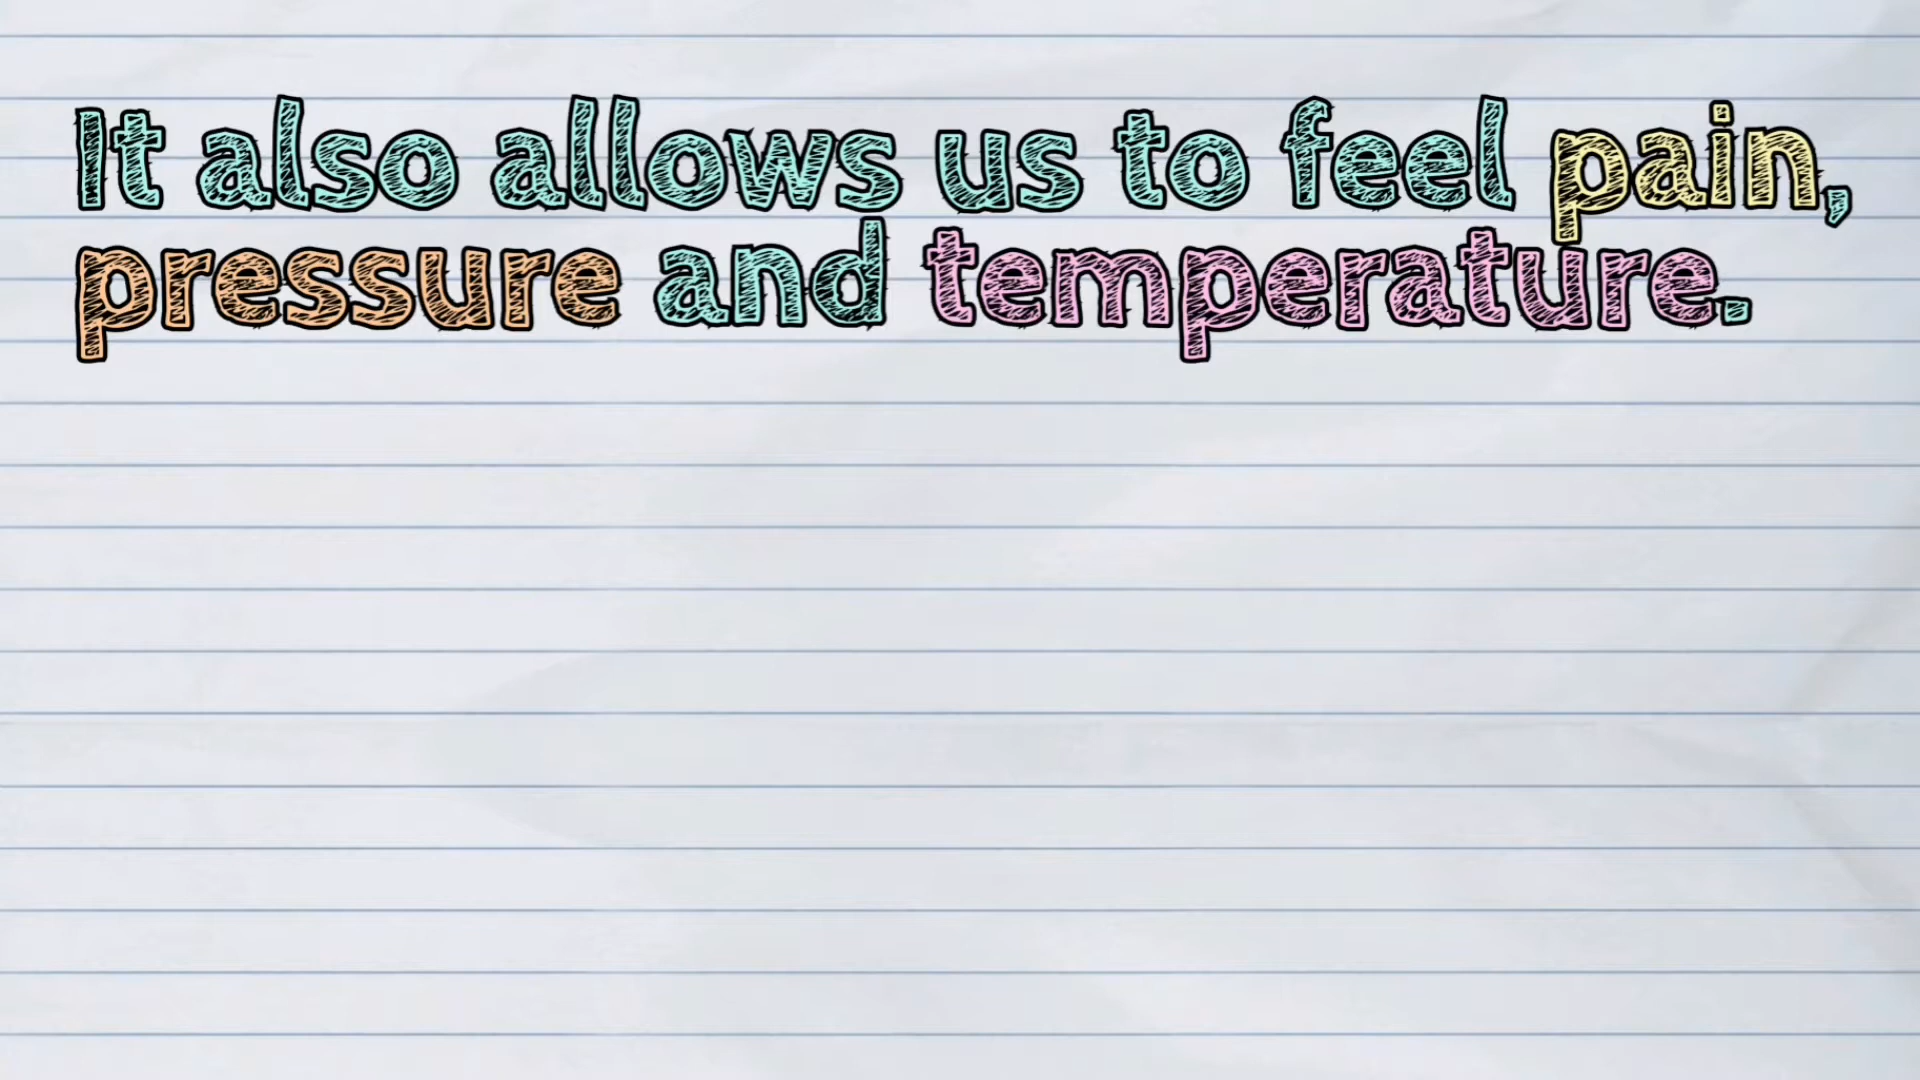 It also allows us to feel pain,
pressure and temperature.